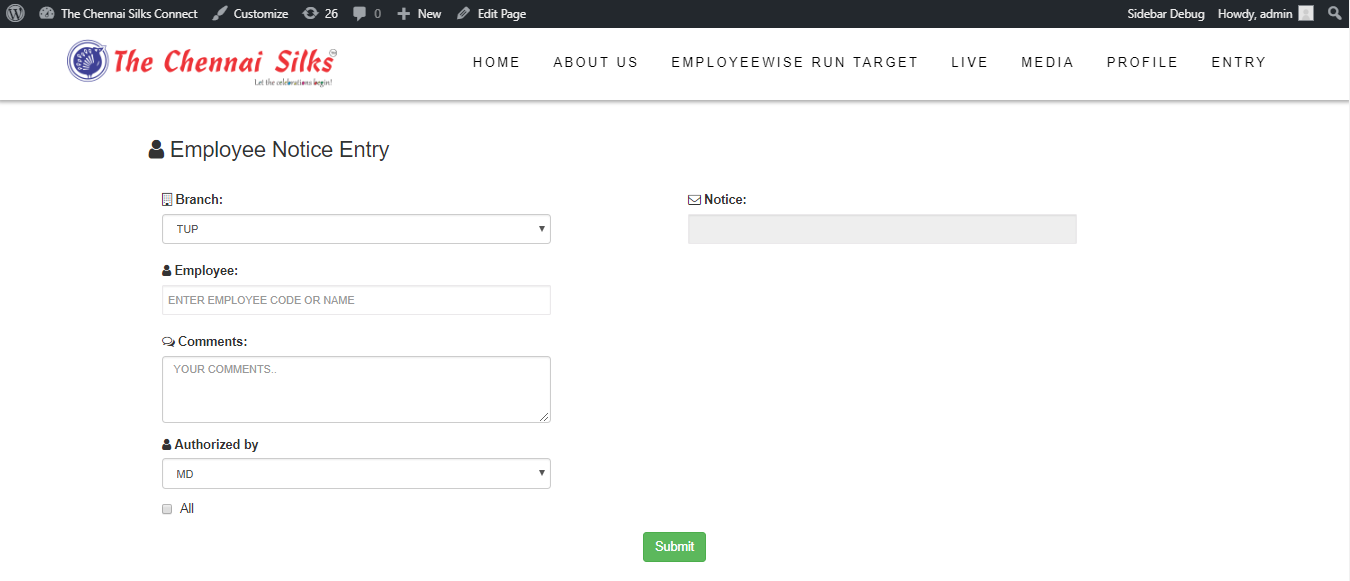 The Chennai Silks Connect Customize 26 0 New Edit Page Sidebar Debug Howdy, admin
The Chennai Silks
Let the celebrations begin!
HOME ABOUT US EMPLOYEEWISE RUN TARGET LIVE MEDIA PROFILE ENTRY
Employee Notice Entry
Branch: Notice:
TUP
Employee:
ENTER EMPLOYEE CODE OR NAME
Comments:
YOUR COMMENTS..
Authorized by
MD
All
Submit